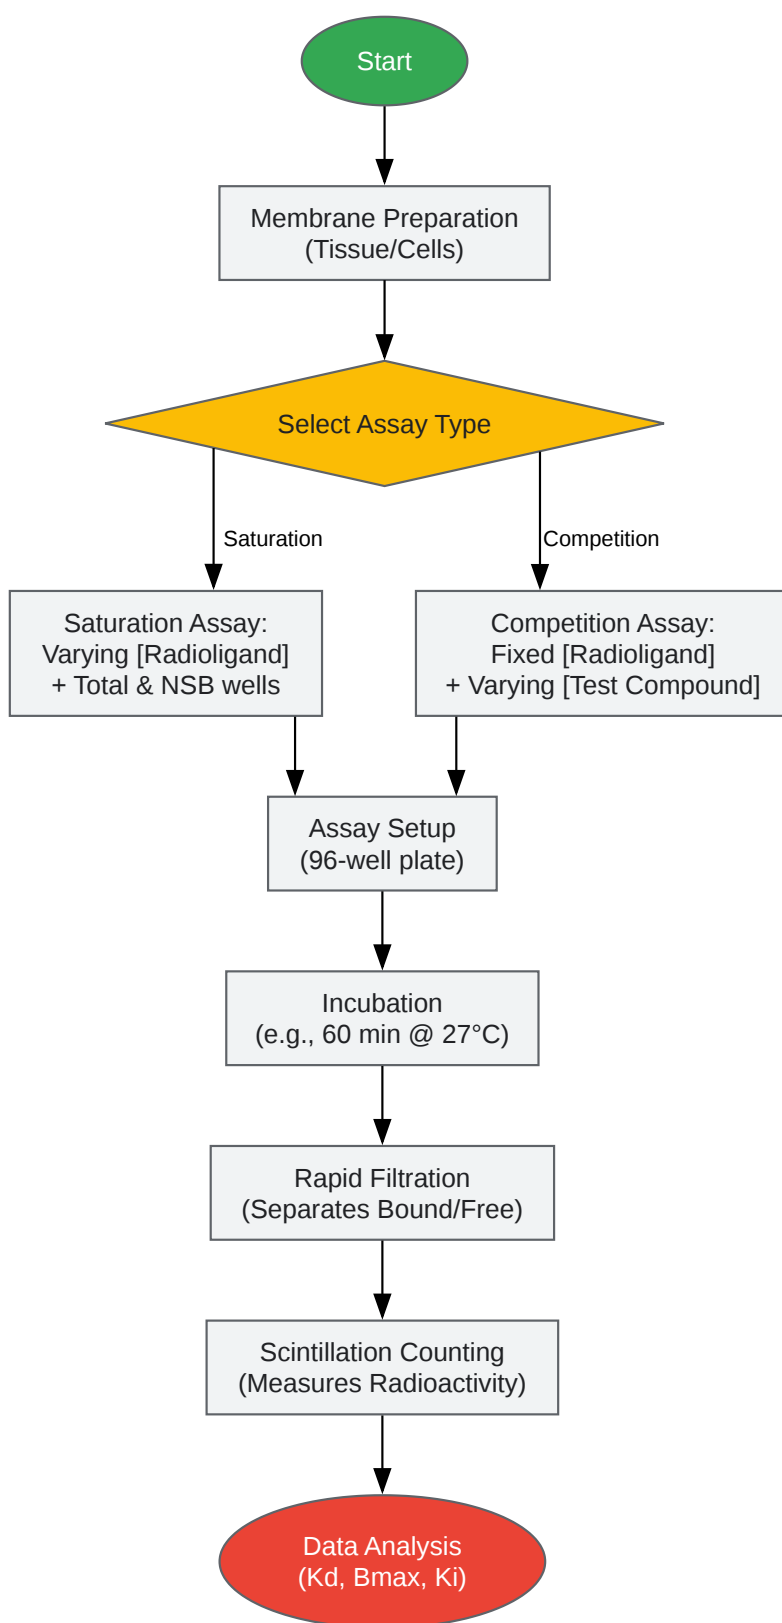 Start
Membrane Preparation
(Tissue/Cells)
Select Assay Type
Saturation
Competition
Saturation Assay:
Varying [Radioligand]
+ Total & NSB wells
Competition Assay:
Fixed [Radioligand]
+ Varying [Test Compound]
Assay Setup
(96-well plate)
Incubation
(e.g., 60 min @ 27°C)
Rapid Filtration
(Separates Bound/Free)
Scintillation Counting
(Measures Radioactivity)
Data Analysis
(Kd, Bmax, Ki)